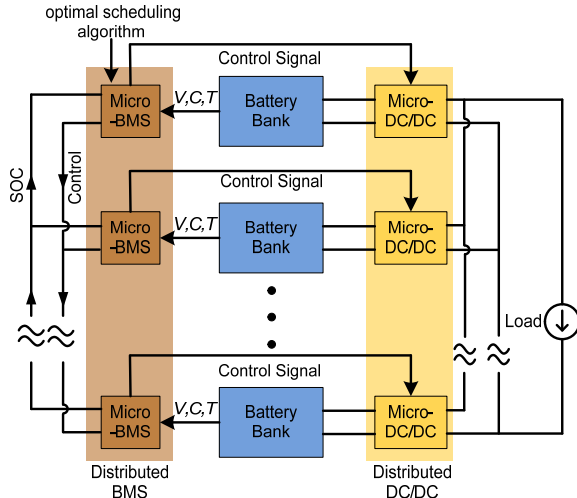 optimal scheduling
algorithm
Control Signal
Micro
-BMS
V,C,T
Battery
Bank
Micro-
DC/DC
SOC
Control
Control Signal
Micro
-BMS
V,C,T
Battery
Bank
Micro-
DC/DC
Load
Control Signal
Micro
-BMS
V,C,T
Battery
Bank
Micro-
DC/DC
Distributed
BMS
Distributed
DC/DC